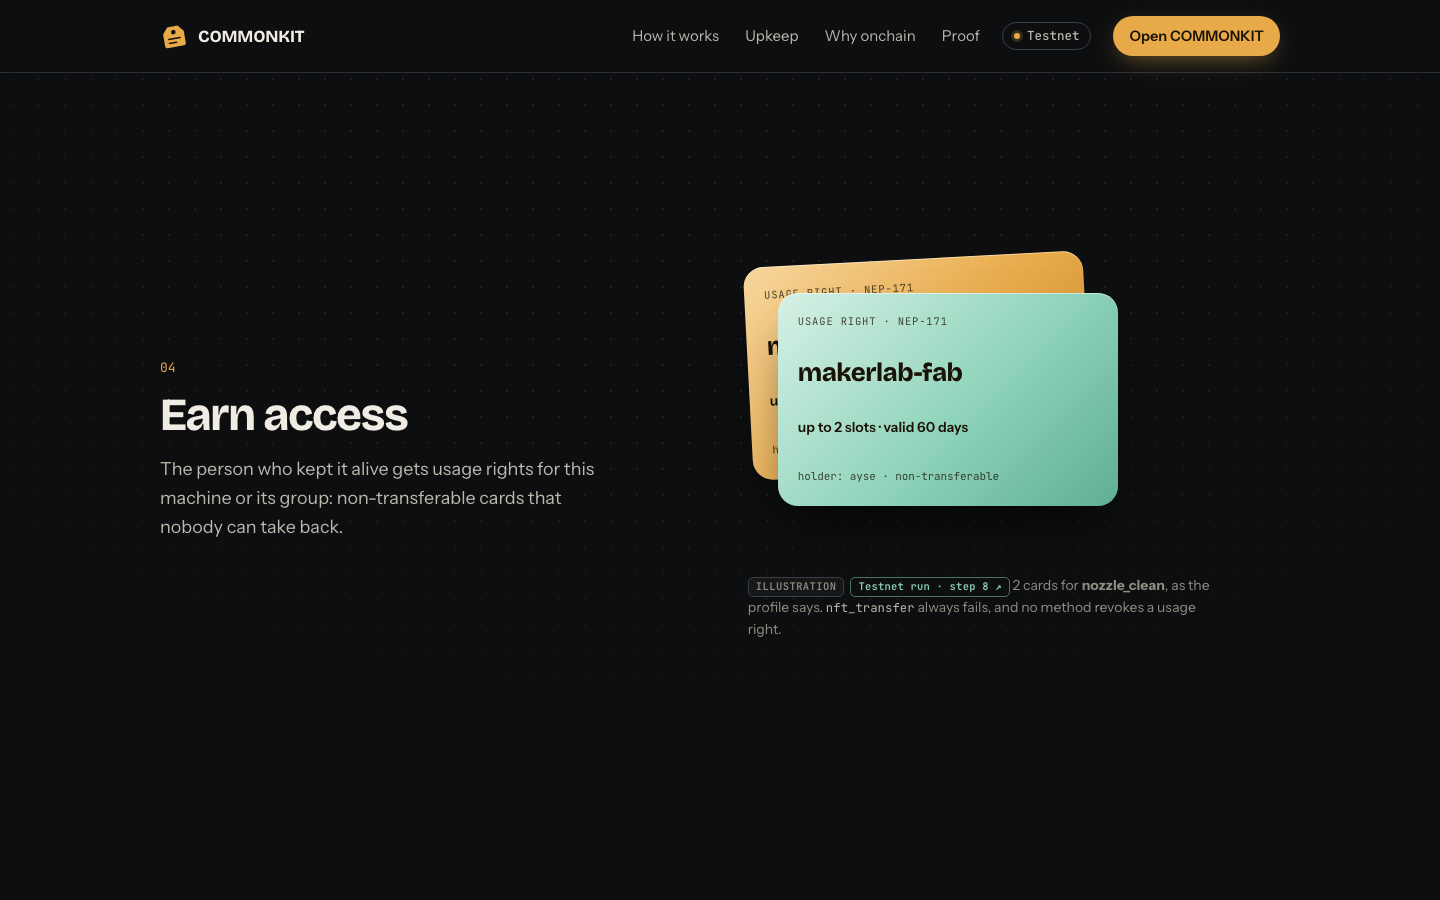 COMMONKIT
How it works
Upkeep
Why onchain
Proof
Testnet
Open COMMONKIT
04
Earn access
The person who kept it alive gets usage rights for this
machine or its group: non-transferable cards that
nobody can take back.
USAGE RIGHT · NEP-171
USAGE RIGHT · NEP-171
makerlab-fab
up to 2 slots · valid 60 days
holder: ayse · non-transferable
ILLUSTRATION Testnet run · step 8 ↗ 2 cards for nozzle_clean, as the
profile says. nft_transfer always fails, and no method revokes a usage
right.